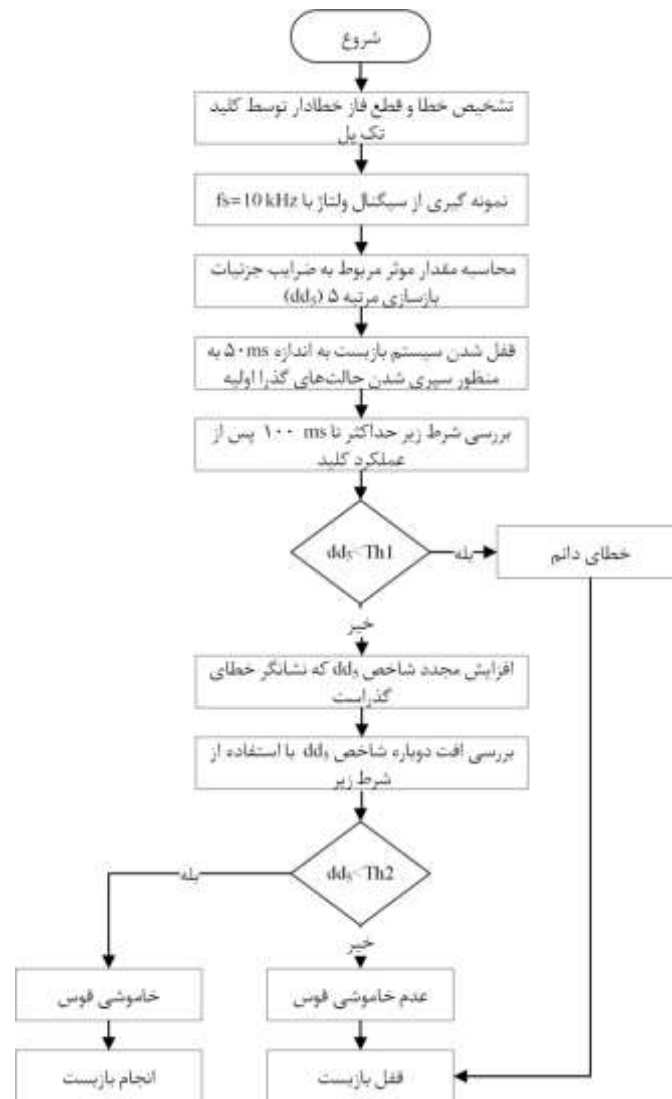 شروع
تشخیص خطا و قطع فاز خطادار توسط کلید
تک پل
نمونه گیری از سیگنال ولتاژ با fs=10 kHz
محاسبه مقدار موثر مربوط به ضرایب جزئیات
بازسازی مرتبه ۵ (dd₅)
قفل شدن سیستم بازبست به اندازه ۵۰ms به
منظور سپری شدن حالت‌های گذرا اولیه
بررسی شرط زیر حداکثر تا ۱۰۰ ms پس از
عملکرد کلید
dd₅<Th1
بله
خطای دائم
خیر
افزایش مجدد شاخص dd₅ که نشانگر خطای
گذراست
بررسی افت دوباره شاخص dd₅ با استفاده از
شرط زیر
dd₅<Th2
بله
خیر
خاموشی قوس
عدم خاموشی قوس
انجام بازبست
قفل بازبست